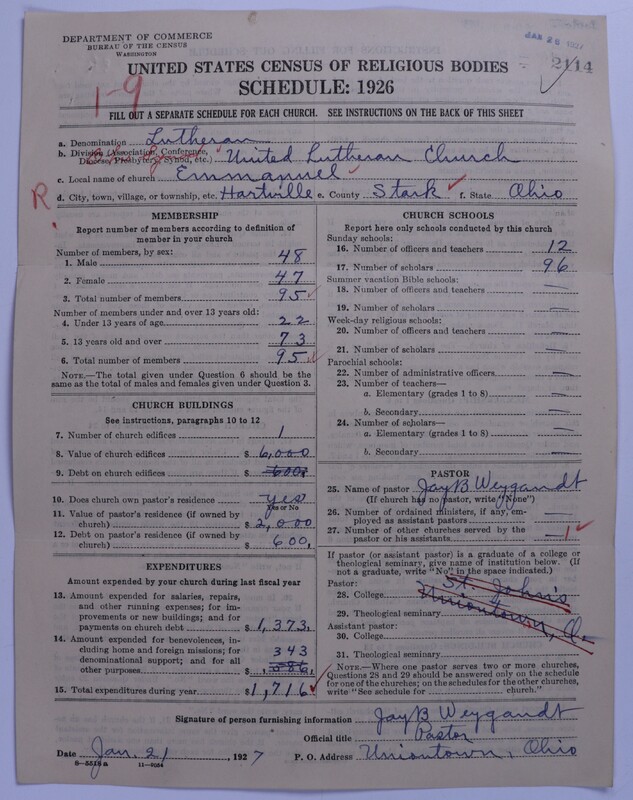 DEPARTMENT OF COMMERCE
BUREAU OF THE CENSUS
WASHINGTON
JAN 26 1927
2114
UNITED STATES CENSUS OF RELIGIOUS BODIES
SCHEDULE: 1926
1-9
FILL OUT A SEPARATE SCHEDULE FOR EACH CHURCH. SEE INSTRUCTIONS ON THE BACK OF THIS SHEET
a. Denomination Lutheran
b. Division (Association, Conference, Diocese, Presbytery, Synod, etc.) United Lutheran Church
c. Local name of church Emmanuel
R
d. City, town, village, or township, etc. Hartville e. County Stark f. State Ohio
MEMBERSHIP
Report number of members according to definition of
member in your church
Number of members, by sex:
1. Male 48
2. Female 47
3. Total number of members 95
Number of members under and over 13 years old:
4. Under 13 years of age 22
5. 13 years old and over 73
6. Total number of members 95
NOTE.—The total given under Question 6 should be
the same as the total of males and females given under Question 3.
CHURCH BUILDINGS
See instructions, paragraphs 10 to 12
7. Number of church edifices 1
8. Value of church edifices $ 6,000
9. Debt on church edifices $ 600.
10. Does church own pastor's residence yes
Yes or No
11. Value of pastor's residence (if owned by
church) $ 2,000
12. Debt on pastor's residence (if owned by
church) $ 600.
EXPENDITURES
Amount expended by your church during last fiscal year
13. Amount expended for salaries, repairs,
and other running expenses; for im-
provements or new buildings; and for
payments on church debt $ 1,373.
14. Amount expended for benevolences, in-
cluding home and foreign missions; for
denominational support; and for all
343
other purposes $
15. Total expenditures during year $ 1,716
CHURCH SCHOOLS
Report here only schools conducted by this church
Sunday schools:
16. Number of officers and teachers 12
17. Number of scholars 96
Summer vacation Bible schools:
18. Number of officers and teachers —
19. Number of scholars —
Week-day religious schools:
20. Number of officers and teachers —
21. Number of scholars —
Parochial schools:
22. Number of administrative officers —
23. Number of teachers—
a. Elementary (grades 1 to 8) —
b. Secondary —
24. Number of scholars—
a. Elementary (grades 1 to 8) —
b. Secondary —
PASTOR
25. Name of pastor Jay B Weygandt
(If church has no pastor, write "None")
26. Number of ordained ministers, if any, em-
ployed as assistant pastors —
27. Number of other churches served by the
pastor or his assistants — 1
If pastor (or assistant pastor) is a graduate of a college or
theological seminary, give name of institution below. (If
not a graduate, write "No" in the space indicated.)
Pastor:
28. College St. John's
Uniontown, O.
29. Theological seminary
Assistant pastor:
30. College
31. Theological seminary
NOTE.—Where one pastor serves two or more churches,
Questions 28 and 29 should be answered only on the schedule
for one of the churches; on the schedules for the other churches,
write "See schedule for church."
Signature of person furnishing information Jay B Weygandt
Official title Pastor
Date Jan. 21, 1927 P. O. Address Uniontown, Ohio
8-5518a 11-9034